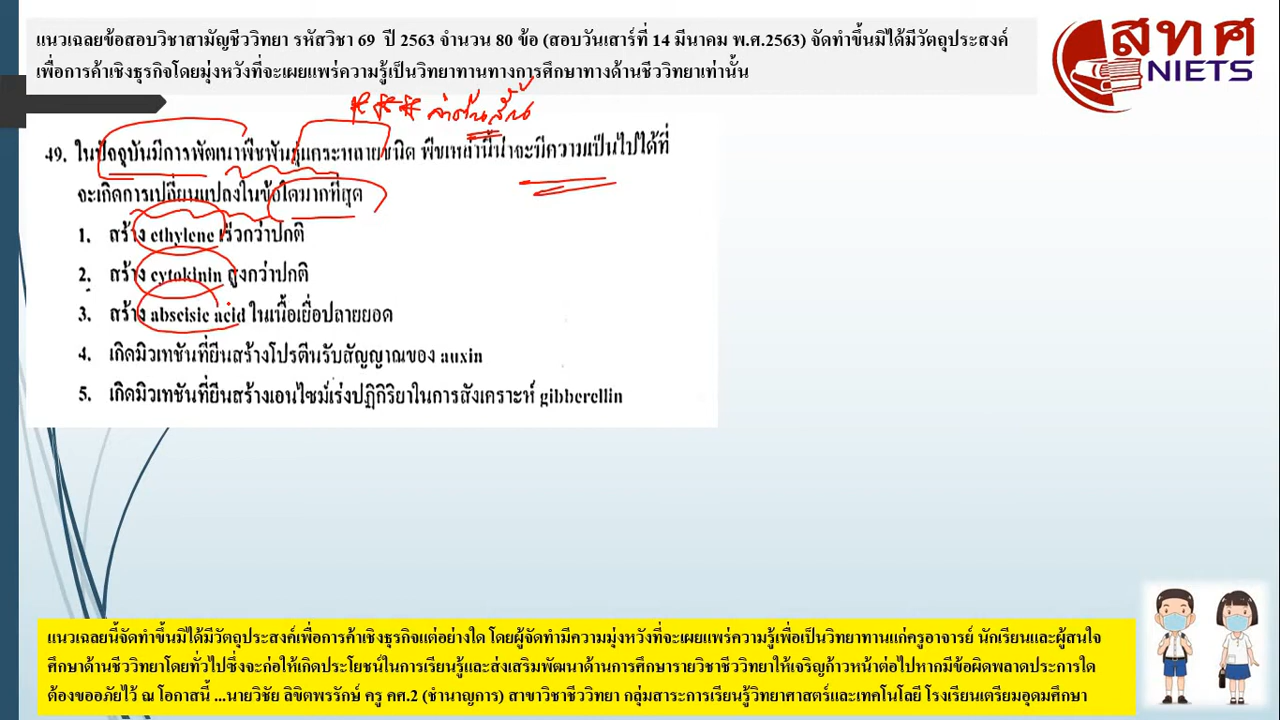 แนวเฉลยข้อสอบวิชาสามัญชีววิทยา รหัสวิชา 69 ปี 2563 จำนวน 80 ข้อ (สอบวันเสาร์ที่ 14 มีนาคม พ.ศ.2563) จัดทำขึ้นมิได้มีวัตถุประสงค์
เพื่อการค้าเชิงธุรกิจโดยมุ่งหวังที่จะเผยแพร่ความรู้เป็นวิทยาทานทางการศึกษาทางด้านชีววิทยาเท่านั้น
สทศ
NIETS
*** ลำต้นสั้น
49. ในปัจจุบันมีการพัฒนาพืชพันธุ์แคระหลายชนิด พืชเหล่านี้น่าจะมีความเป็นไปได้ที่
จะเกิดการเปลี่ยนแปลงในข้อใดมากที่สุด
1. สร้าง ethylene เร็วกว่าปกติ
2. สร้าง cytokinin สูงกว่าปกติ
3. สร้าง abscisic acid ในเนื้อเยื่อปลายยอด
4. เกิดมิวเทชันที่ยีนสร้างโปรตีนรับสัญญาณของ auxin
5. เกิดมิวเทชันที่ยีนสร้างเอนไซม์เร่งปฏิกิริยาในการสังเคราะห์ gibberellin
แนวเฉลยนี้จัดทำขึ้นมิได้มีวัตถุประสงค์เพื่อการค้าเชิงธุรกิจแต่อย่างใด โดยผู้จัดทำมีความมุ่งหวังที่จะเผยแพร่ความรู้เพื่อเป็นวิทยาทานแก่ครูอาจารย์ นักเรียนและผู้สนใจ
ศึกษาด้านชีววิทยาโดยทั่วไปซึ่งจะก่อให้เกิดประโยชน์ในการเรียนรู้และส่งเสริมพัฒนาด้านการศึกษารายวิชาชีววิทยาให้เจริญก้าวหน้าต่อไปหากมีข้อผิดพลาดประการใด
ต้องขออภัยไว้ ณ โอกาสนี้ ...นายวิชัย ลิขิตพรรักษ์ ครู คศ.2 (ชำนาญการ) สาขาวิชาชีววิทยา กลุ่มสาระการเรียนรู้วิทยาศาสตร์และเทคโนโลยี โรงเรียนเตรียมอุดมศึกษา